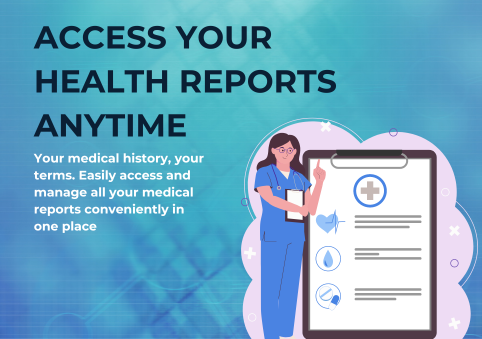 ACCESS YOUR
HEALTH REPORTS
ANYTIME
Your medical history, your
terms. Easily access and
manage all your medical
reports conveniently in
one place